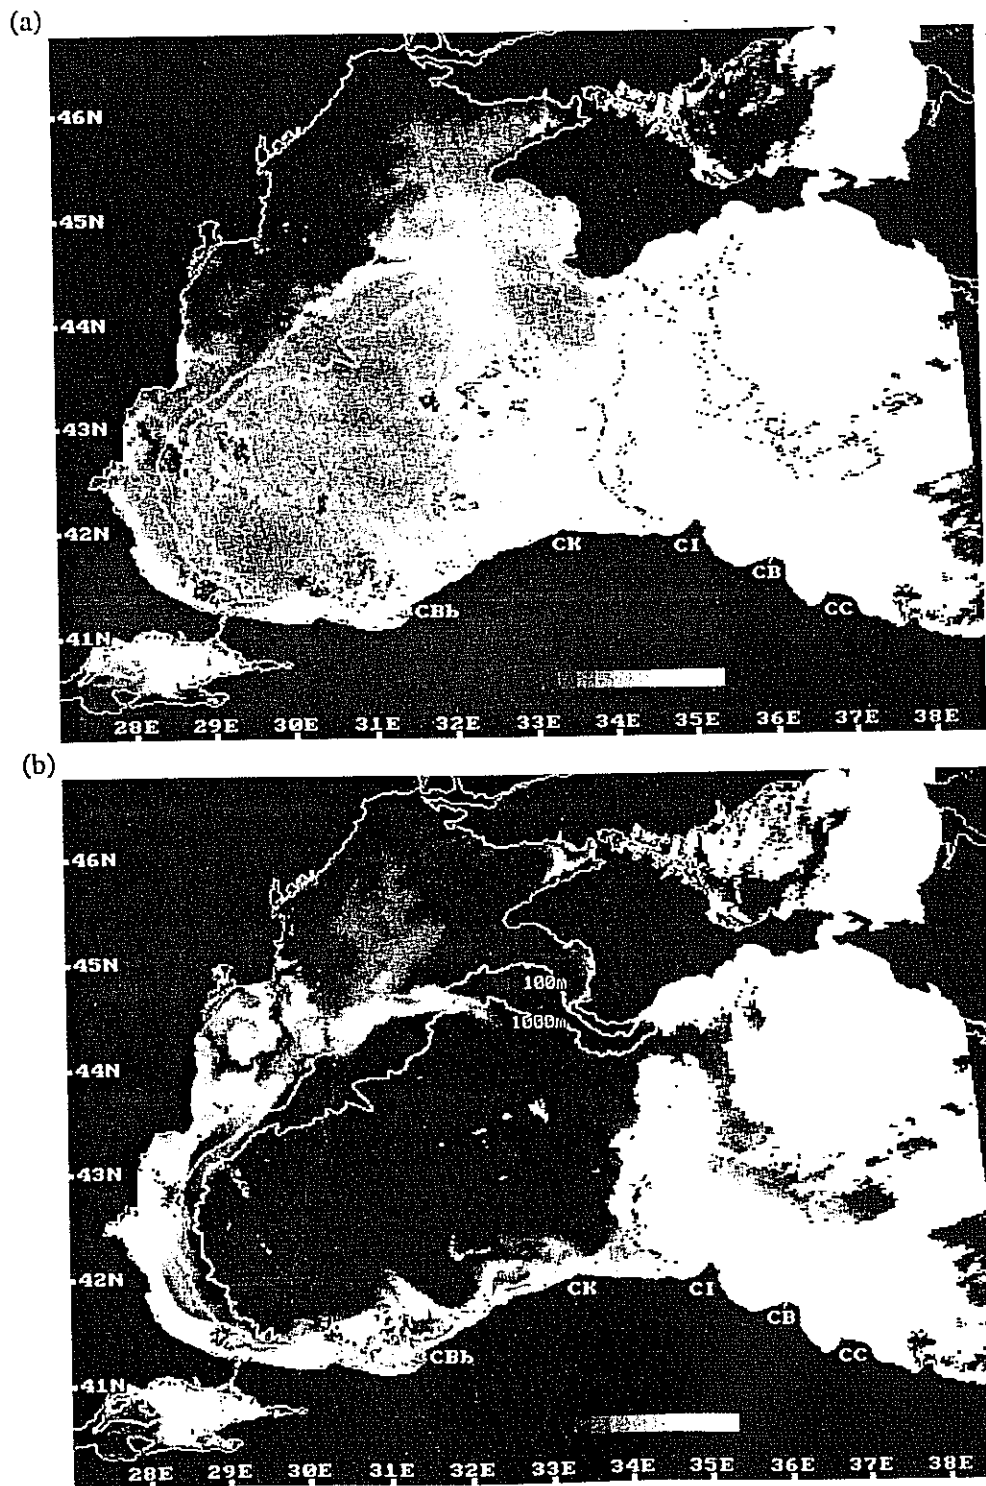 (a)
46N
45N
44N
43N
42N
41N
CK
CI
CB
CC
CBb
28E 29E 30E 31E 32E 33E 34E 35E 36E 37E 38E
(b)
46N
45N
100m
1000m
44N
43N
42N
CK
CI
CB
CC
CBb
41N
28E 29E 30E 31E 32E 33E 34E 35E 36E 37E 38E